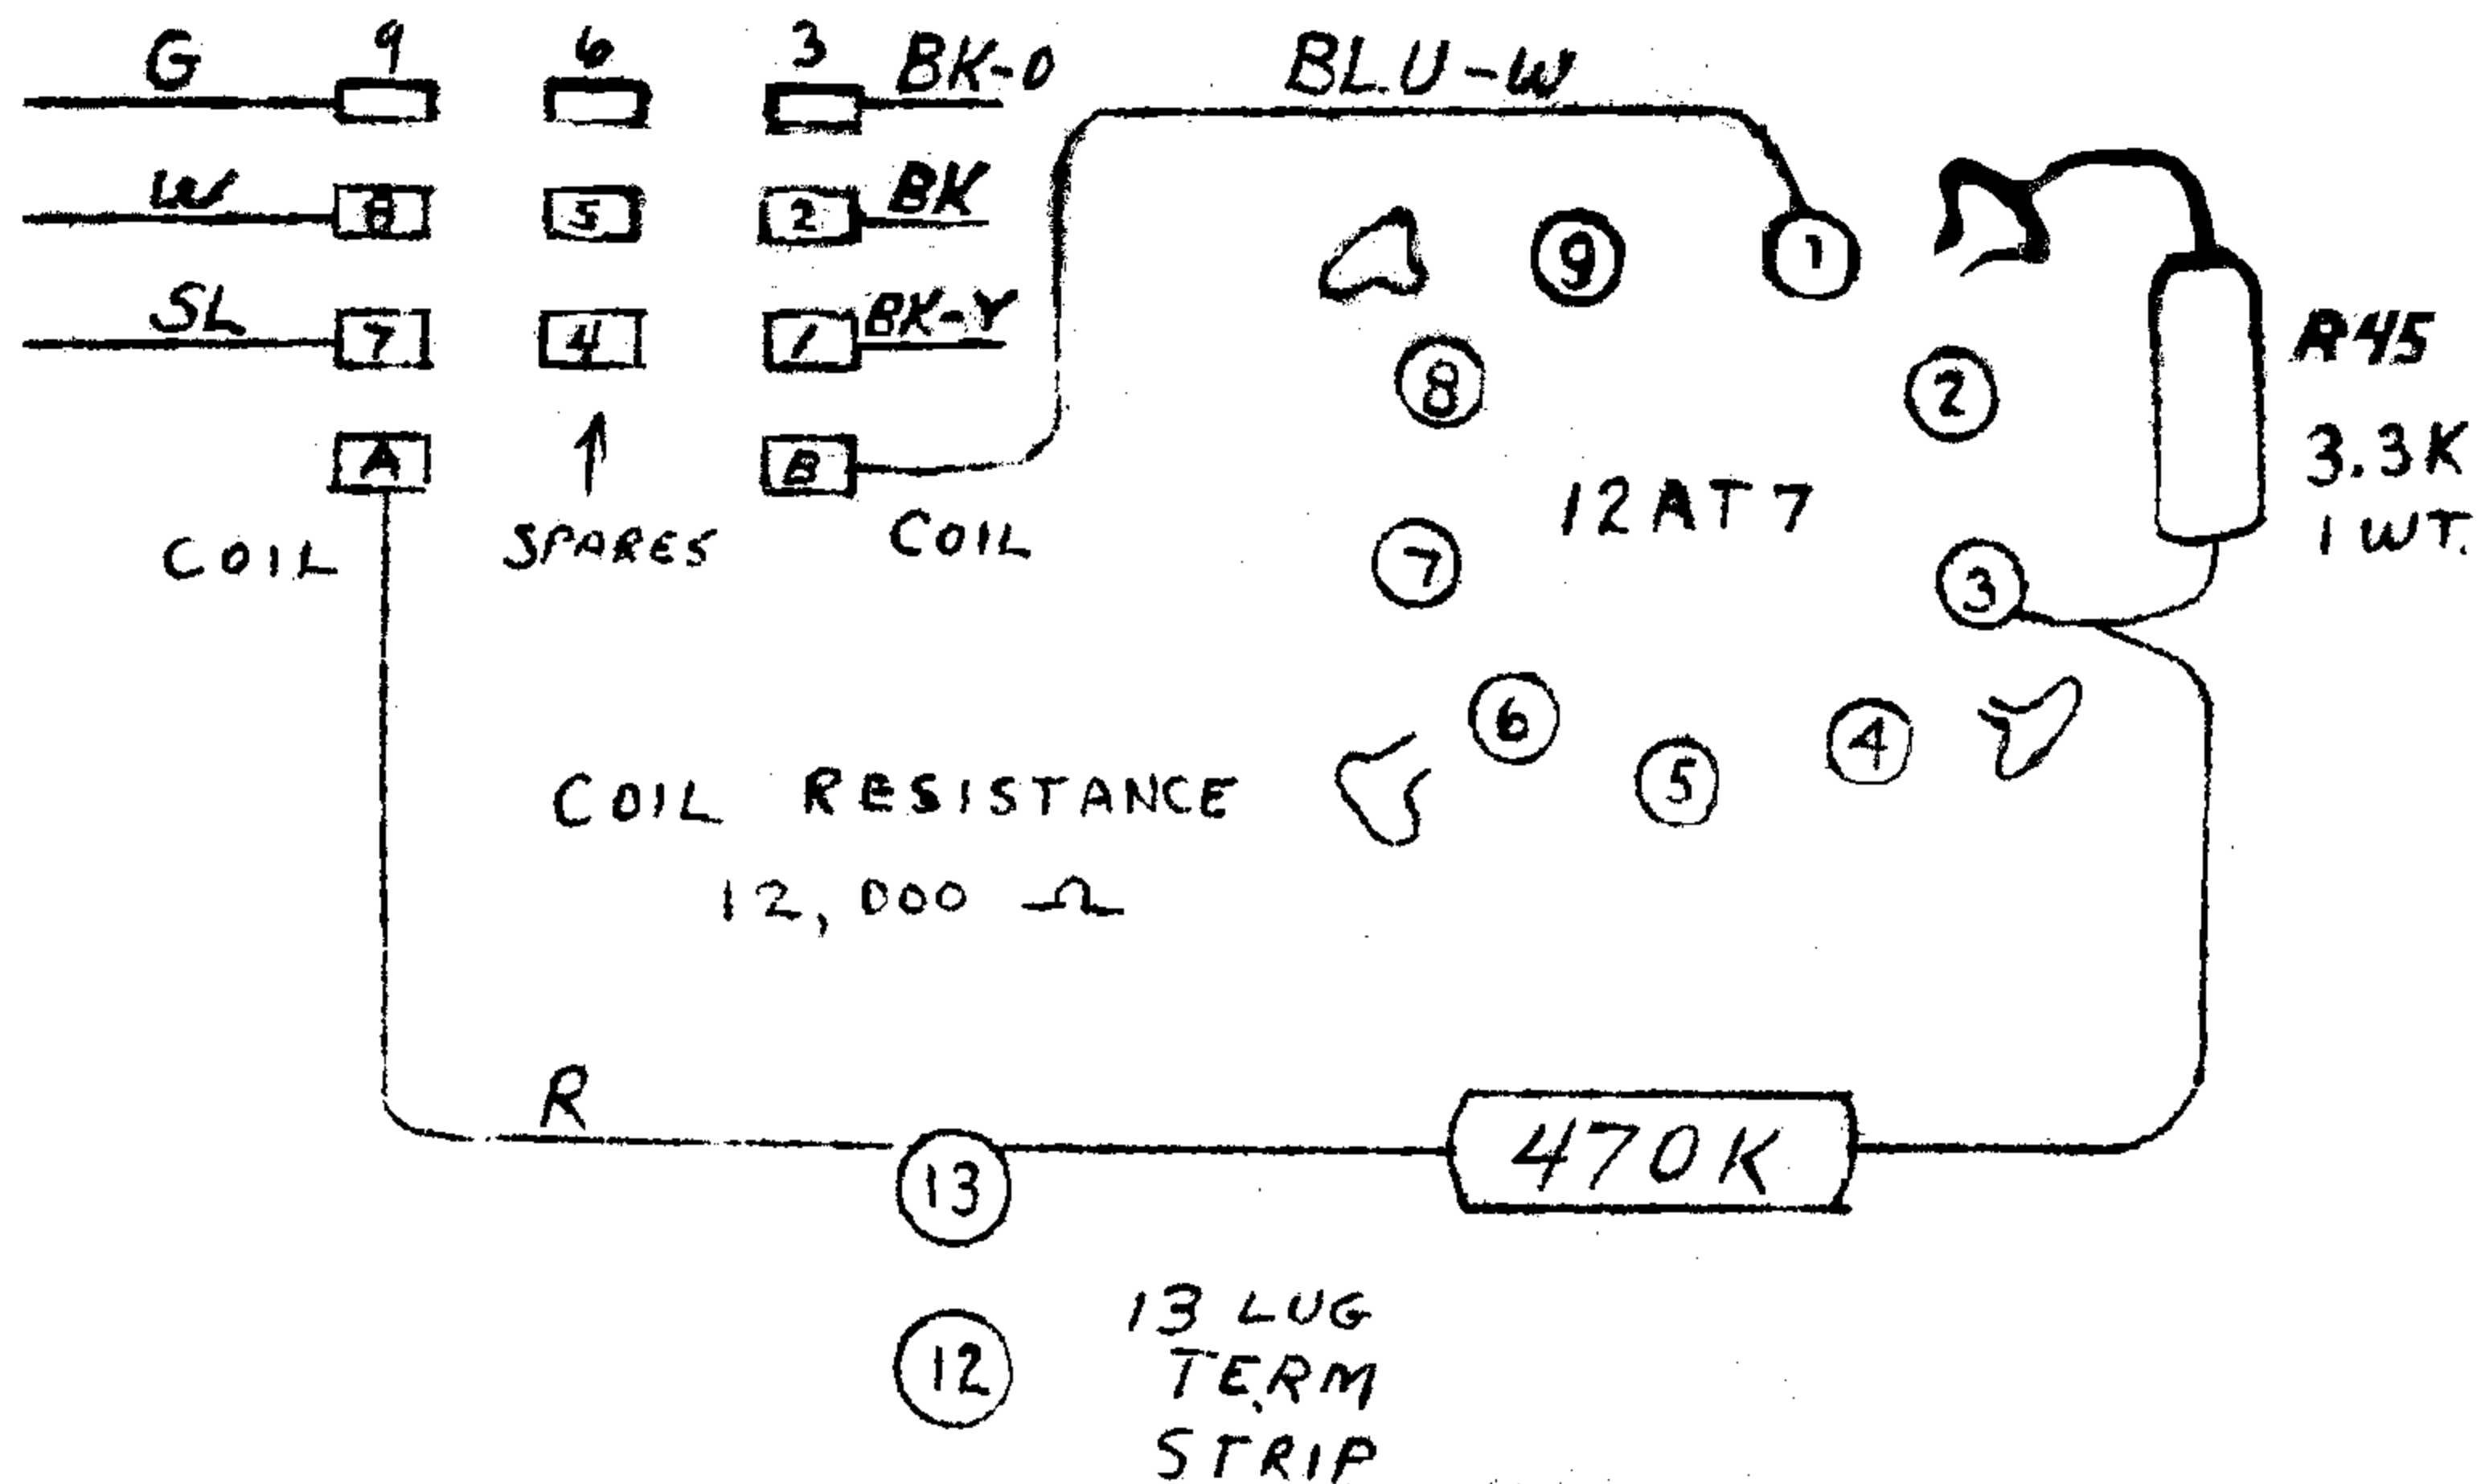 G 9 6 3 BK-O BLU-W
W 8 5 2 BK
SL 7 4 1 BK-Y
A B
COIL SPARES COIL
9 1
8 2
7 3
6 5 4
12AT7
R45
3.3K
1 WT.
COIL RESISTANCE
12,000 Ω
R
13 470K
12
13 LUG
TERM
STRIP